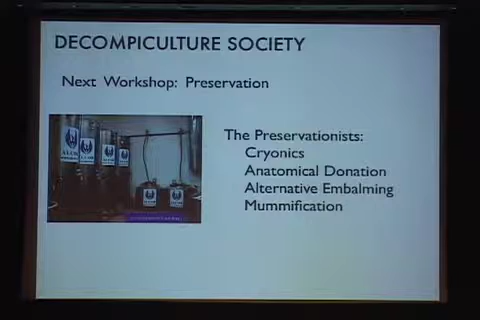 DECOMPICULTURE SOCIETY
Next Workshop: Preservation
The Preservationists:
Cryonics
Anatomical Donation
Alternative Embalming
Mummification